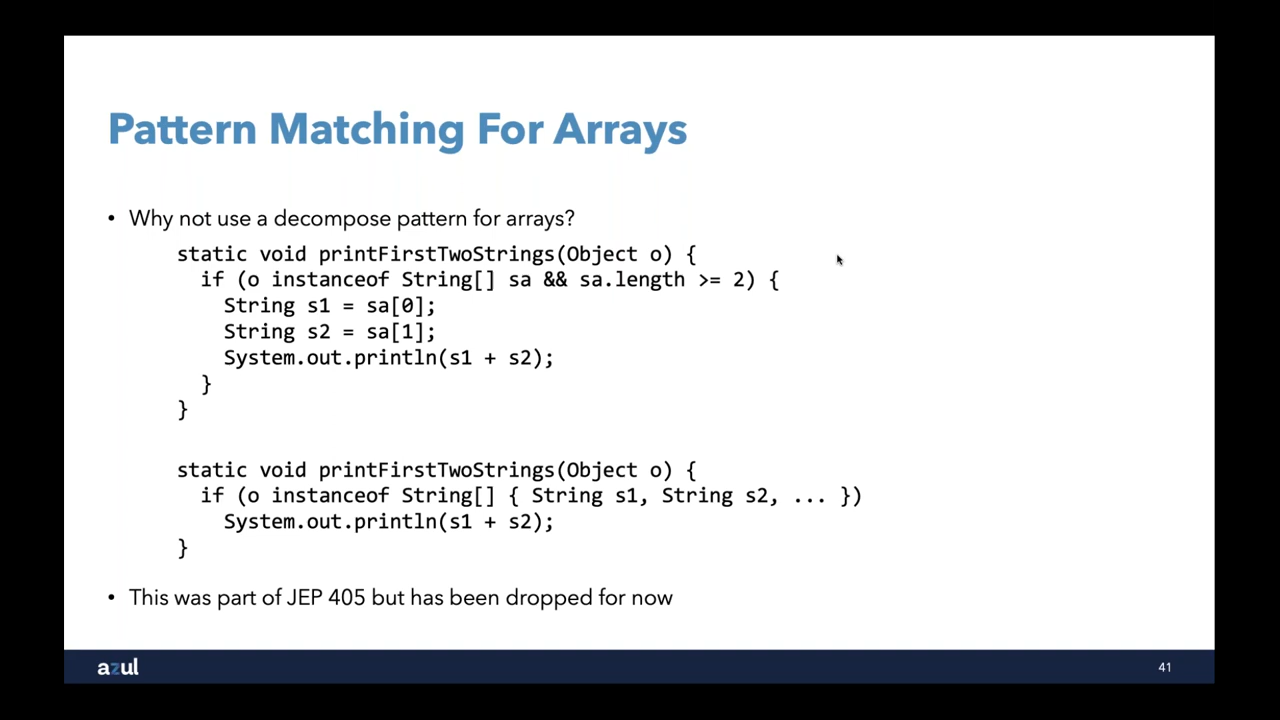 Pattern Matching For Arrays
• Why not use a decompose pattern for arrays?
static void printFirstTwoStrings(Object o) {
if (o instanceof String[] sa && sa.length >= 2) {
String s1 = sa[0];
String s2 = sa[1];
System.out.println(s1 + s2);
}
}
static void printFirstTwoStrings(Object o) {
if (o instanceof String[] { String s1, String s2, ... })
System.out.println(s1 + s2);
}
• This was part of JEP 405 but has been dropped for now
azul
41